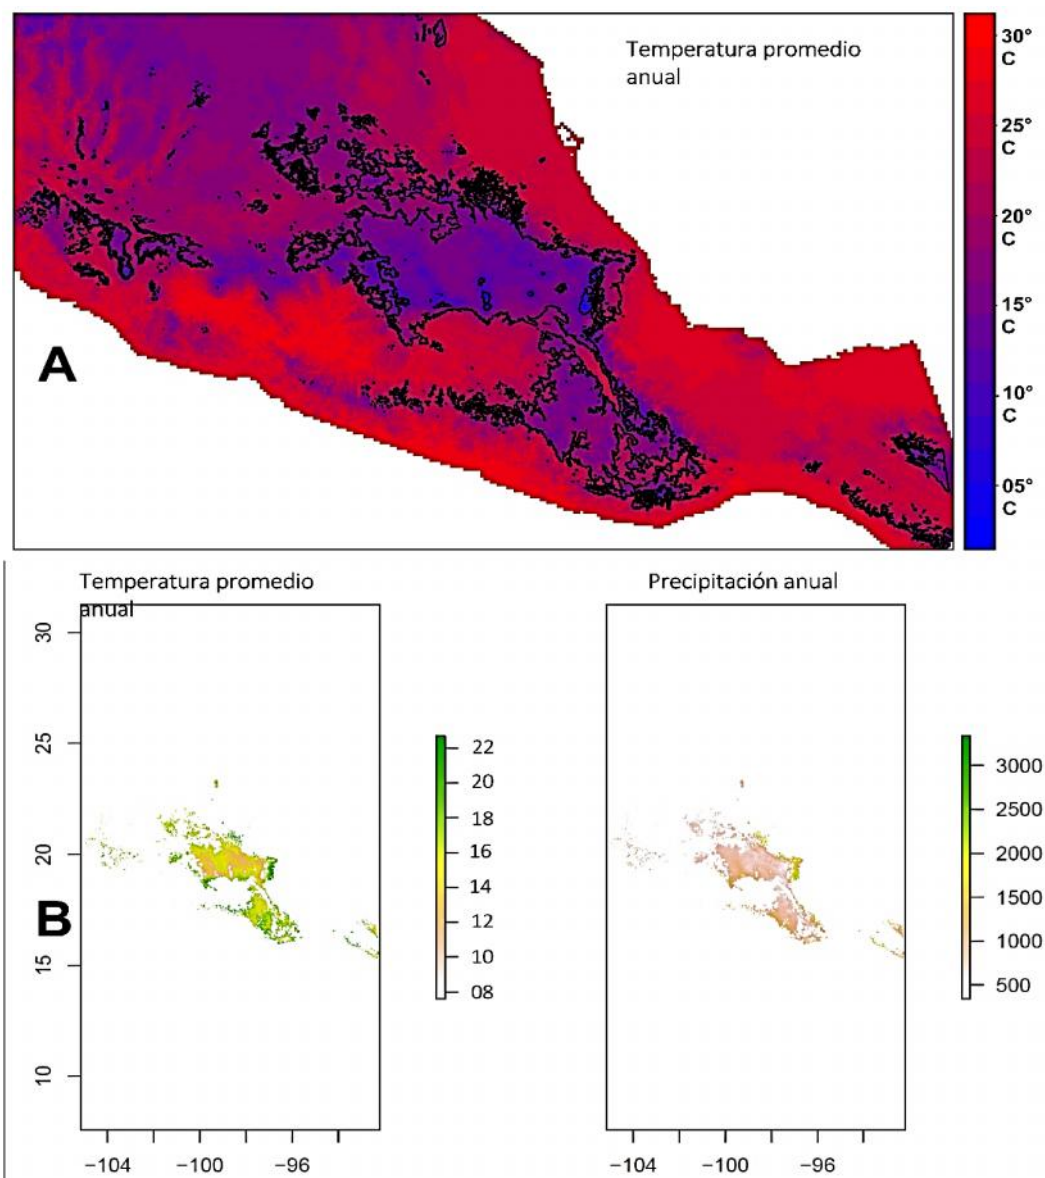 Temperatura promedio
anual
30°
C
25°
C
20°
C
15°
C
10°
C
05°
C
A
Temperatura promedio
anual
Precipitación anual
30
25
20
15
10
22
20
18
16
14
12
10
08
3000
2500
2000
1500
1000
500
B
−104 −100 −96
−104 −100 −96